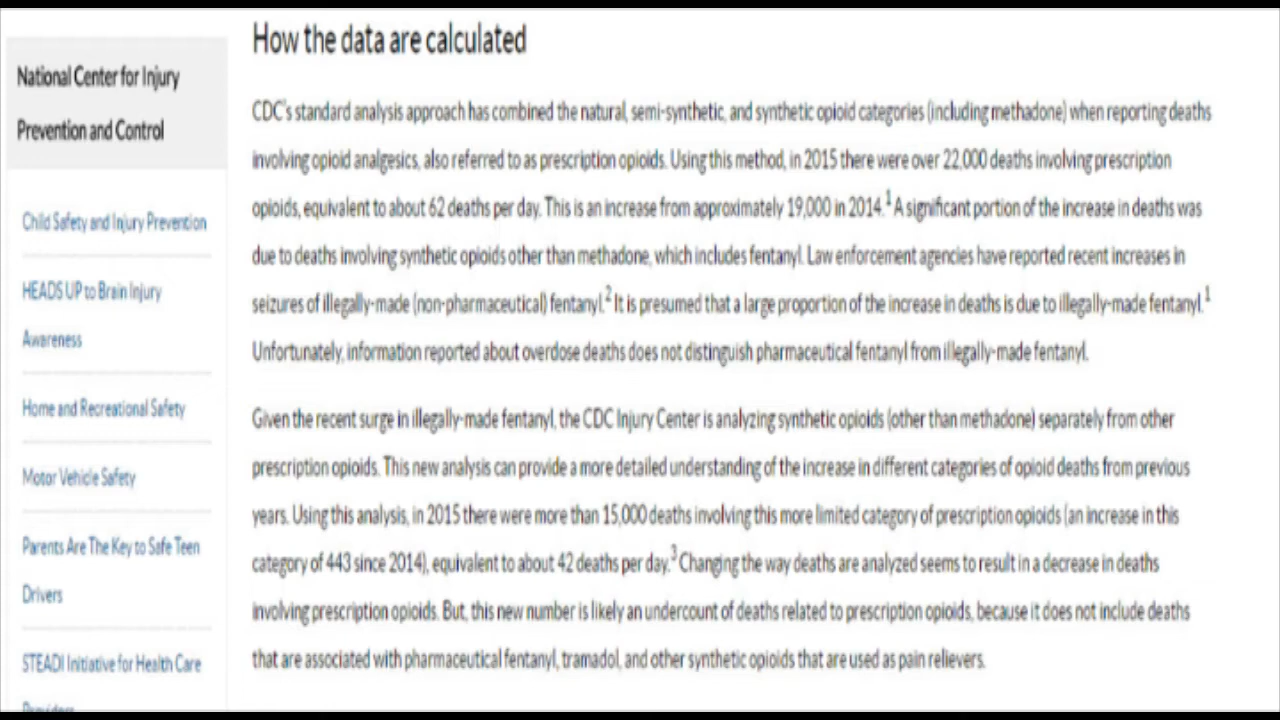 How the data are calculated
National Center for Injury
Prevention and Control
Child Safety and Injury Prevention
HEADS UP to Brain Injury
Awareness
Home and Recreational Safety
Motor Vehicle Safety
Parents Are The Key to Safe Teen
Drivers
STEADI Initiative for Health Care
CDC's standard analysis approach has combined the natural, semi-synthetic, and synthetic opioid categories (including methadone) when reporting deaths
involving opioid analgesics, also referred to as prescription opioids. Using this method, in 2015 there were over 22,000 deaths involving prescription
opioids, equivalent to about 62 deaths per day. This is an increase from approximately 19,000 in 2014.1 A significant portion of the increase in deaths was
due to deaths involving synthetic opioids other than methadone, which includes fentanyl. Law enforcement agencies have reported recent increases in
seizures of illegally-made (non-pharmaceutical) fentanyl.2 It is presumed that a large proportion of the increase in deaths is due to illegally-made fentanyl.1
Unfortunately, information reported about overdose deaths does not distinguish pharmaceutical fentanyl from illegally-made fentanyl.
Given the recent surge in illegally-made fentanyl, the CDC Injury Center is analyzing synthetic opioids (other than methadone) separately from other
prescription opioids. This new analysis can provide a more detailed understanding of the increase in different categories of opioid deaths from previous
years. Using this analysis, in 2015 there were more than 15,000 deaths involving this more limited category of prescription opioids (an increase in this
category of 443 since 2014), equivalent to about 42 deaths per day.3 Changing the way deaths are analyzed seems to result in a decrease in deaths
involving prescription opioids. But, this new number is likely an undercount of deaths related to prescription opioids, because it does not include deaths
that are associated with pharmaceutical fentanyl, tramadol, and other synthetic opioids that are used as pain relievers.